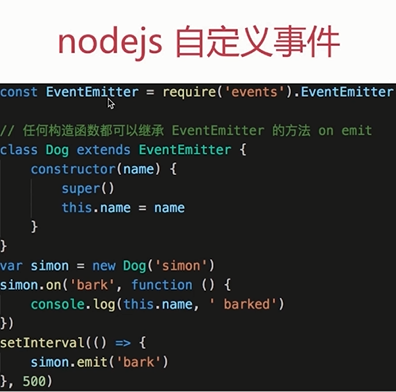 nodejs 自定义事件
const EventEmitter = require('events').EventEmitter
// 任何构造函数都可以继承 EventEmitter 的方法 on emit
class Dog extends EventEmitter {
    constructor(name) {
        super()
        this.name = name
    }
}
var simon = new Dog('simon')
simon.on('bark', function () {
    console.log(this.name, ' barked')
})
setInterval(() => {
    simon.emit('bark')
}, 500)